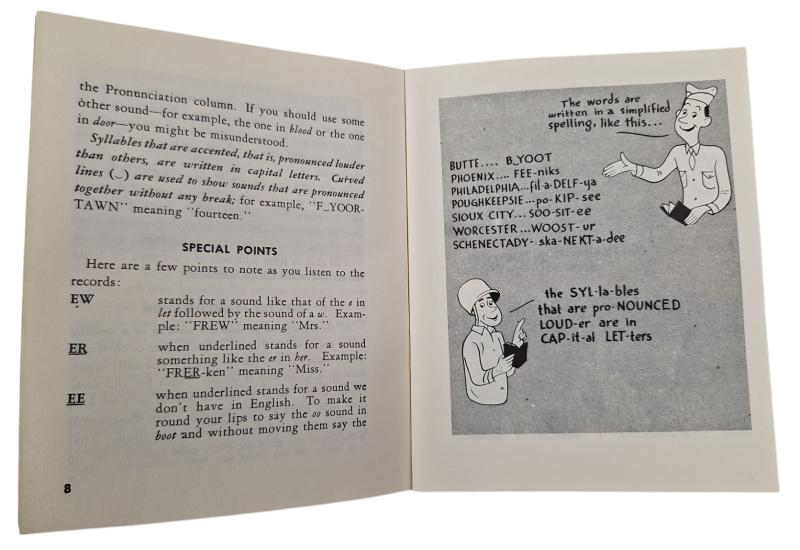 the Pronunciation column. If you should use some
other sound—for example, the one in blood or the one
in door—you might be misunderstood.
Syllables that are accented, that is, pronounced louder
than others, are written in capital letters. Curved
lines (‿) are used to show sounds that are pronounced
together without any break; for example, "F‿YOOR-
TAWN" meaning "fourteen."
SPECIAL POINTS
Here are a few points to note as you listen to the
records:
EW stands for a sound like that of the e in
let followed by the sound of a w. Exam-
ple: "FREW" meaning "Mrs."
ER when underlined stands for a sound
something like the er in her. Example:
"FRER-ken" meaning "Miss."
EE when underlined stands for a sound we
don't have in English. To make it
round your lips to say the oo sound in
boot and without moving them say the
8
The words are
written in a simplified
spelling, like this...
BUTTE.... B‿YOOT
PHOENIX.... FEE-niks
PHILADELPHIA...fil-a-DELF-ya
POUGHKEEPSIE...po-KIP-see
SIOUX CITY...SOO-SIT-ee
WORCESTER...WOOST-ur
SCHENECTADY- ska-NEKT-a-dee
the SYL-la-bles
that are pro-NOUNCED
LOUD-er are in
CAP-it-al LET-ters